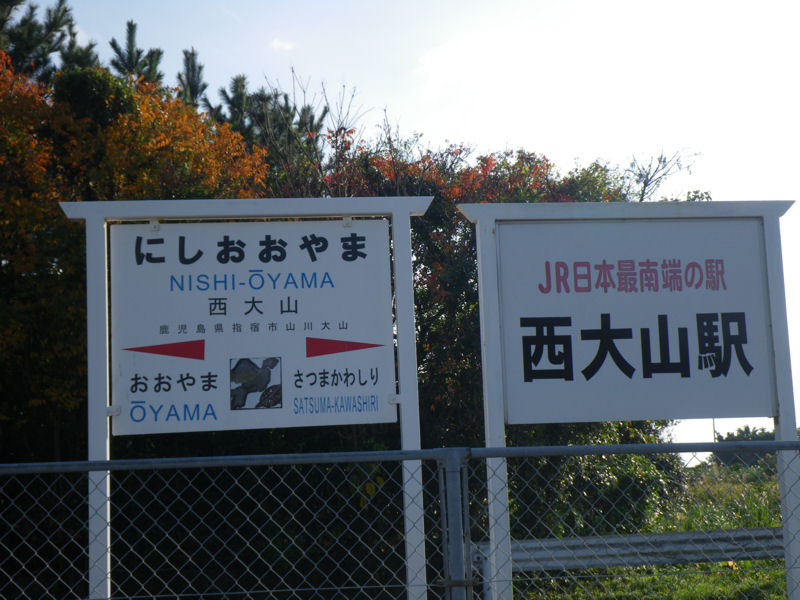 にしおおやま
NISHI-ŌYAMA
西大山
鹿児島県指宿市山川大山
おおやま
ŌYAMA
さつまかわしり
SATSUMA-KAWASHIRI
JR日本最南端の駅
西大山駅